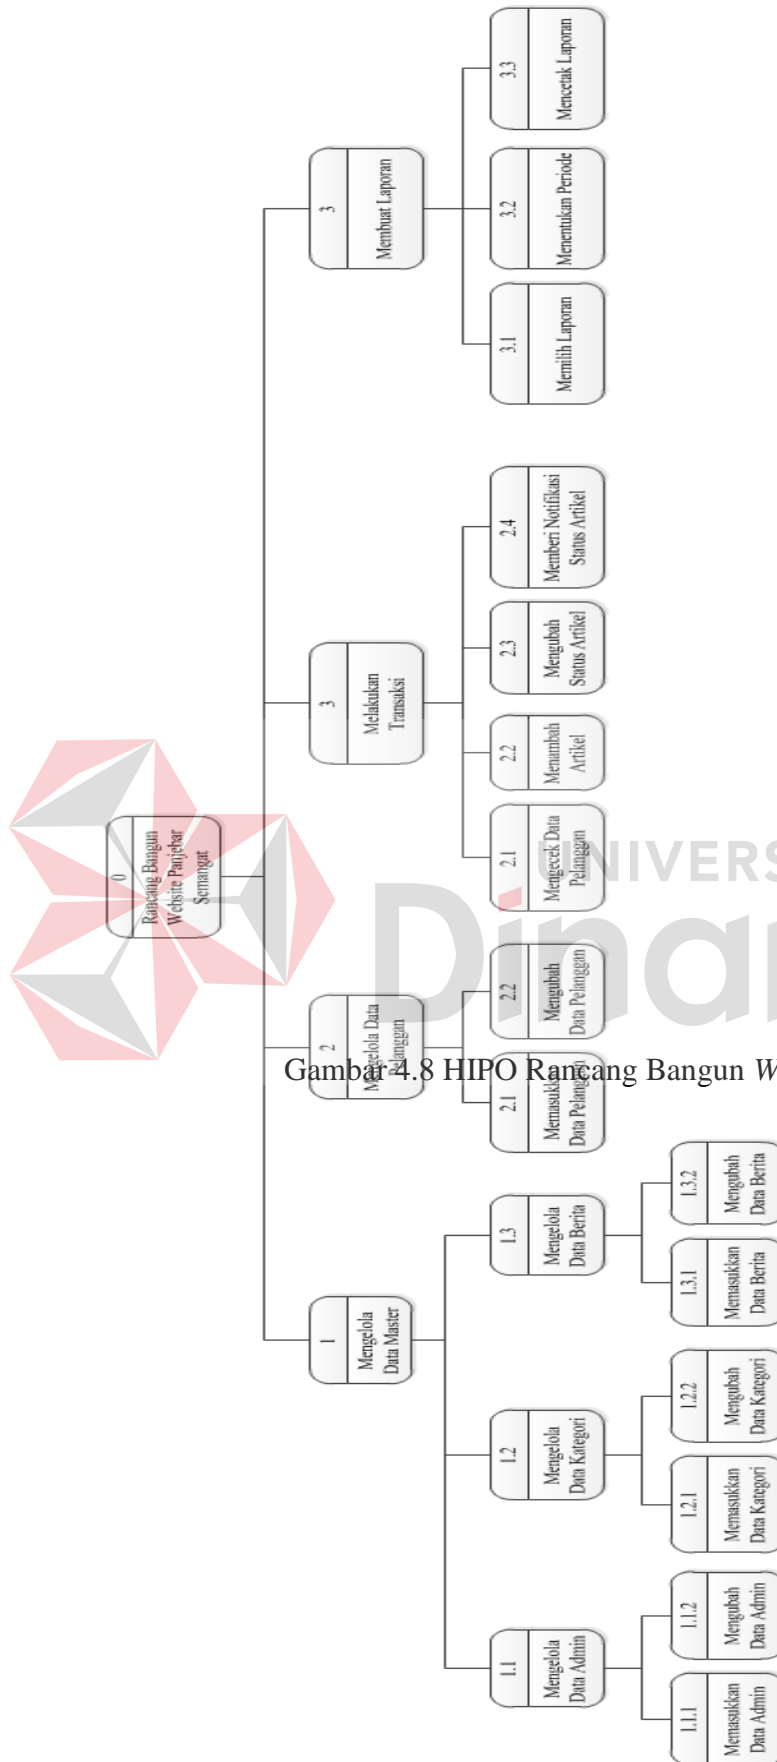 0
Rancang Bangun
Website Panjebar
Semangat
1
Mengelola
Data Master
2
Mengelola Data
Pelanggan
3
Melakukan
Transaksi
3
Membuat Laporan
1.1
Mengelola
Data Admin
1.2
Mengelola
Data Kategori
1.3
Mengelola
Data Berita
2.1
Memasukkan
Data Pelanggan
2.2
Mengubah
Data Pelanggan
2.1
Mengecek Data
Pelanggan
2.2
Menambah
Artikel
2.3
Mengubah
Status Artikel
2.4
Memberi Notifikasi
Status Artikel
3.1
Memilih Laporan
3.2
Menentukan Periode
3.3
Mencetak Laporan
1.1.1
Memasukkan
Data Admin
1.1.2
Mengubah
Data Admin
1.2.1
Memasukkan
Data Kategori
1.2.2
Mengubah
Data Kategori
1.3.1
Memasukkan
Data Berita
1.3.2
Mengubah
Data Berita
UNIVERS
Dinar
Gambar 4.8 HIPO Rancang Bangun W